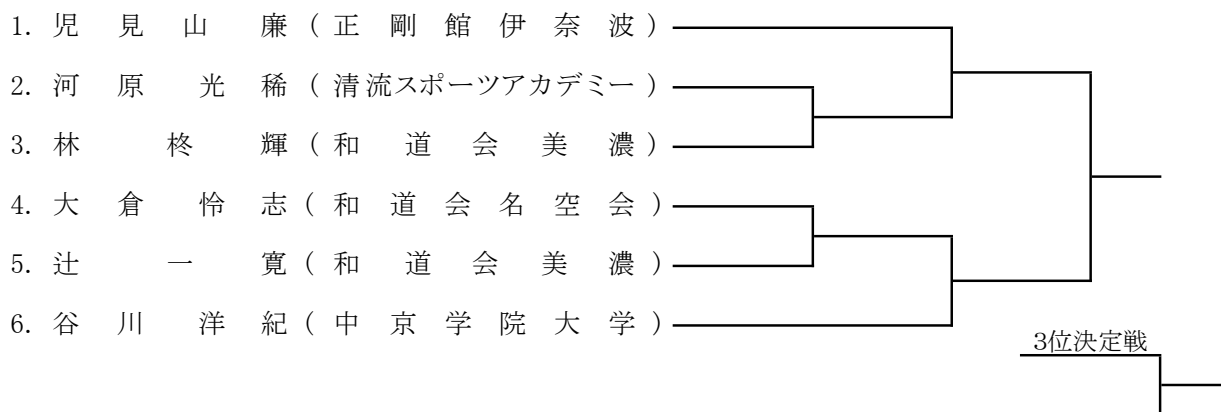 1. 児見山 廉 (正剛館伊奈波)
2. 河原 光稀 (清流スポーツアカデミー)
3. 林 柊輝 (和道会美濃)
4. 大倉 怜志 (和道会名空会)
5. 辻 一寛 (和道会美濃)
6. 谷川 洋紀 (中京学院大学)
3位決定戦